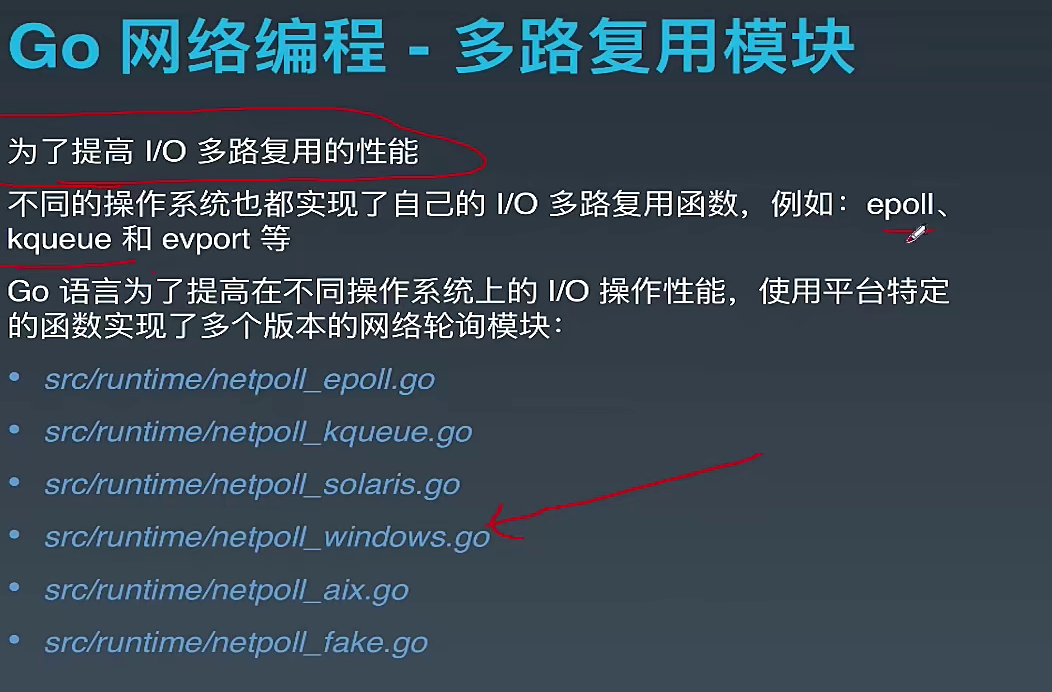 Go 网络编程 - 多路复用模块
为了提高 I/O 多路复用的性能
不同的操作系统也都实现了自己的 I/O 多路复用函数，例如：epoll、
kqueue 和 evport 等
Go 语言为了提高在不同操作系统上的 I/O 操作性能，使用平台特定
的函数实现了多个版本的网络轮询模块：
• src/runtime/netpoll_epoll.go
• src/runtime/netpoll_kqueue.go
• src/runtime/netpoll_solaris.go
• src/runtime/netpoll_windows.go
• src/runtime/netpoll_aix.go
• src/runtime/netpoll_fake.go